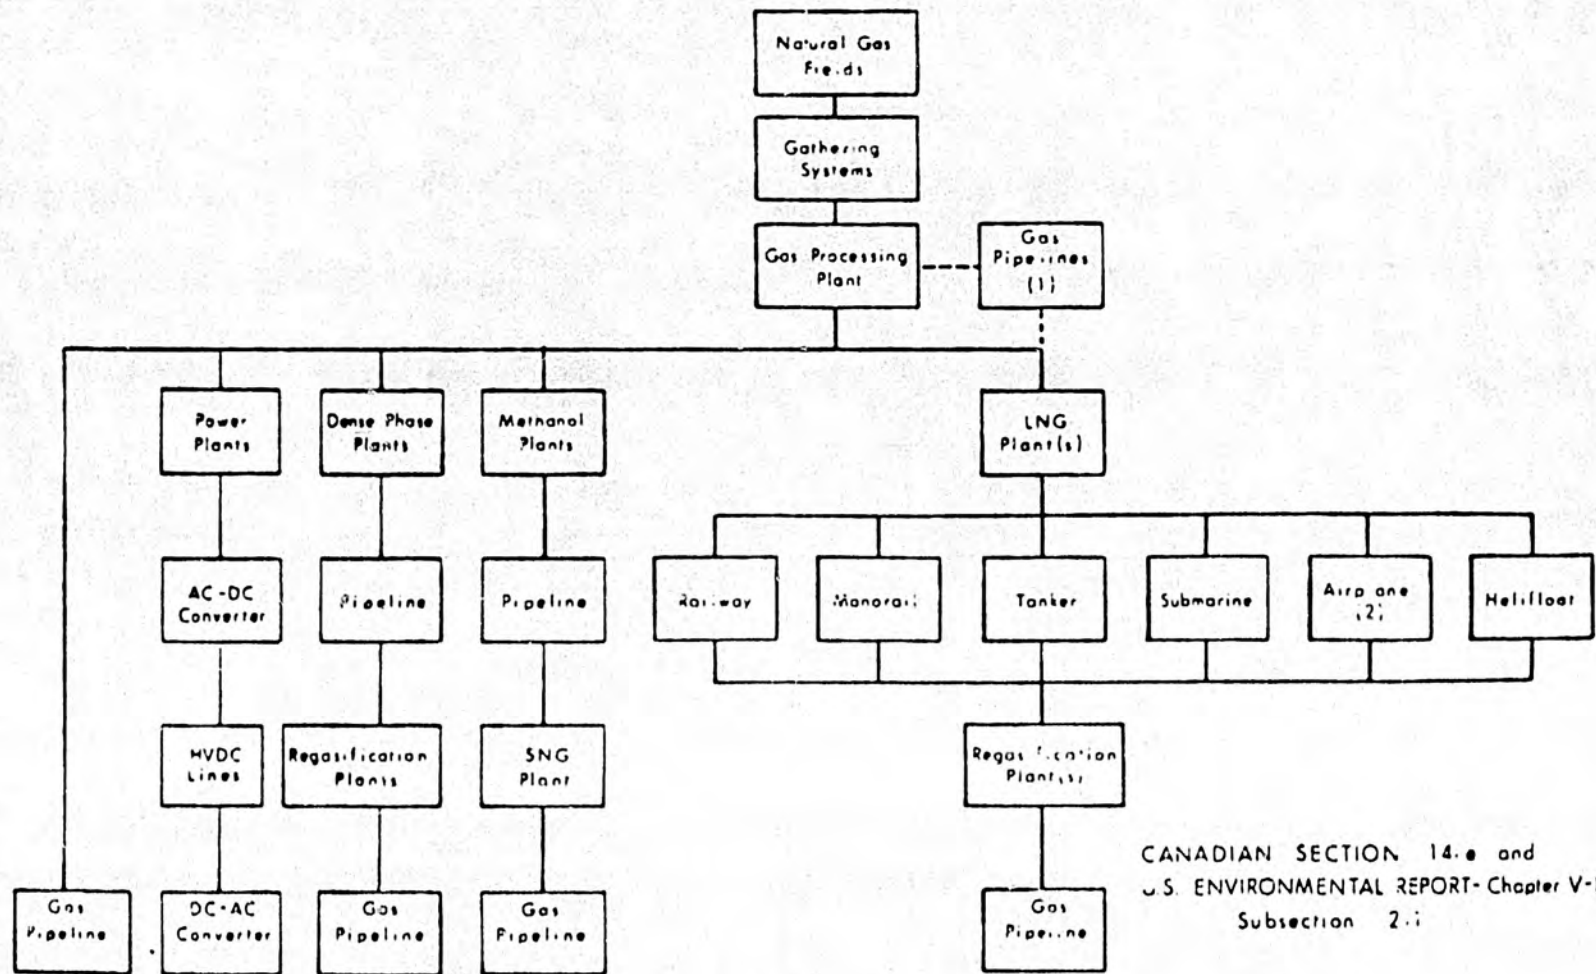 Natural Gas
Fields
Gathering
Systems
Gas Processing
Plant
Gas
Pipelines
(1)
Power
Plants
Dense Phase
Plants
Methanol
Plants
LNG
Plant(s)
AC-DC
Converter
Pipeline
Pipeline
Railway
Monorail
Tanker
Submarine
Airplane
(2)
Helifloat
HVDC
Lines
Regasification
Plants
SNG
Plant
Regasification
Plant(s)
Gas
Pipeline
DC-AC
Converter
Gas
Pipeline
Gas
Pipeline
Gas
Pipeline
CANADIAN SECTION 14.e and
U.S. ENVIRONMENTAL REPORT- Chapter
Subsection